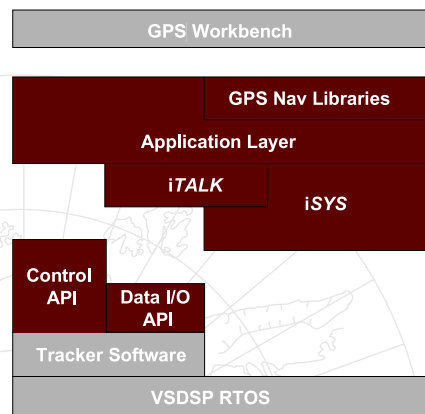 GPS Workbench
GPS Nav Libraries
Application Layer
iTALK
iSYS
Control
API
Data I/O
API
Tracker Software
VSDSP RTOS